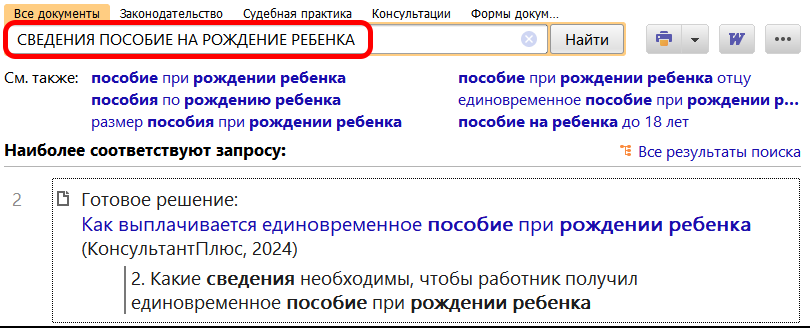 Все документы Законодательство Судебная практика Консультации Формы докум...
СВЕДЕНИЯ ПОСОБИЕ НА РОЖДЕНИЕ РЕБЕНКА Найти W
См. также: пособие при рождении ребенка пособие при рождении ребенка отцу
пособия по рождению ребенка единовременное пособие при рождении р...
размер пособия при рождении ребенка пособие на ребенка до 18 лет
Наиболее соответствуют запросу: Все результаты поиска
2 Готовое решение:
Как выплачивается единовременное пособие при рождении ребенка
(КонсультантПлюс, 2024)
2. Какие сведения необходимы, чтобы работник получил
единовременное пособие при рождении ребенка